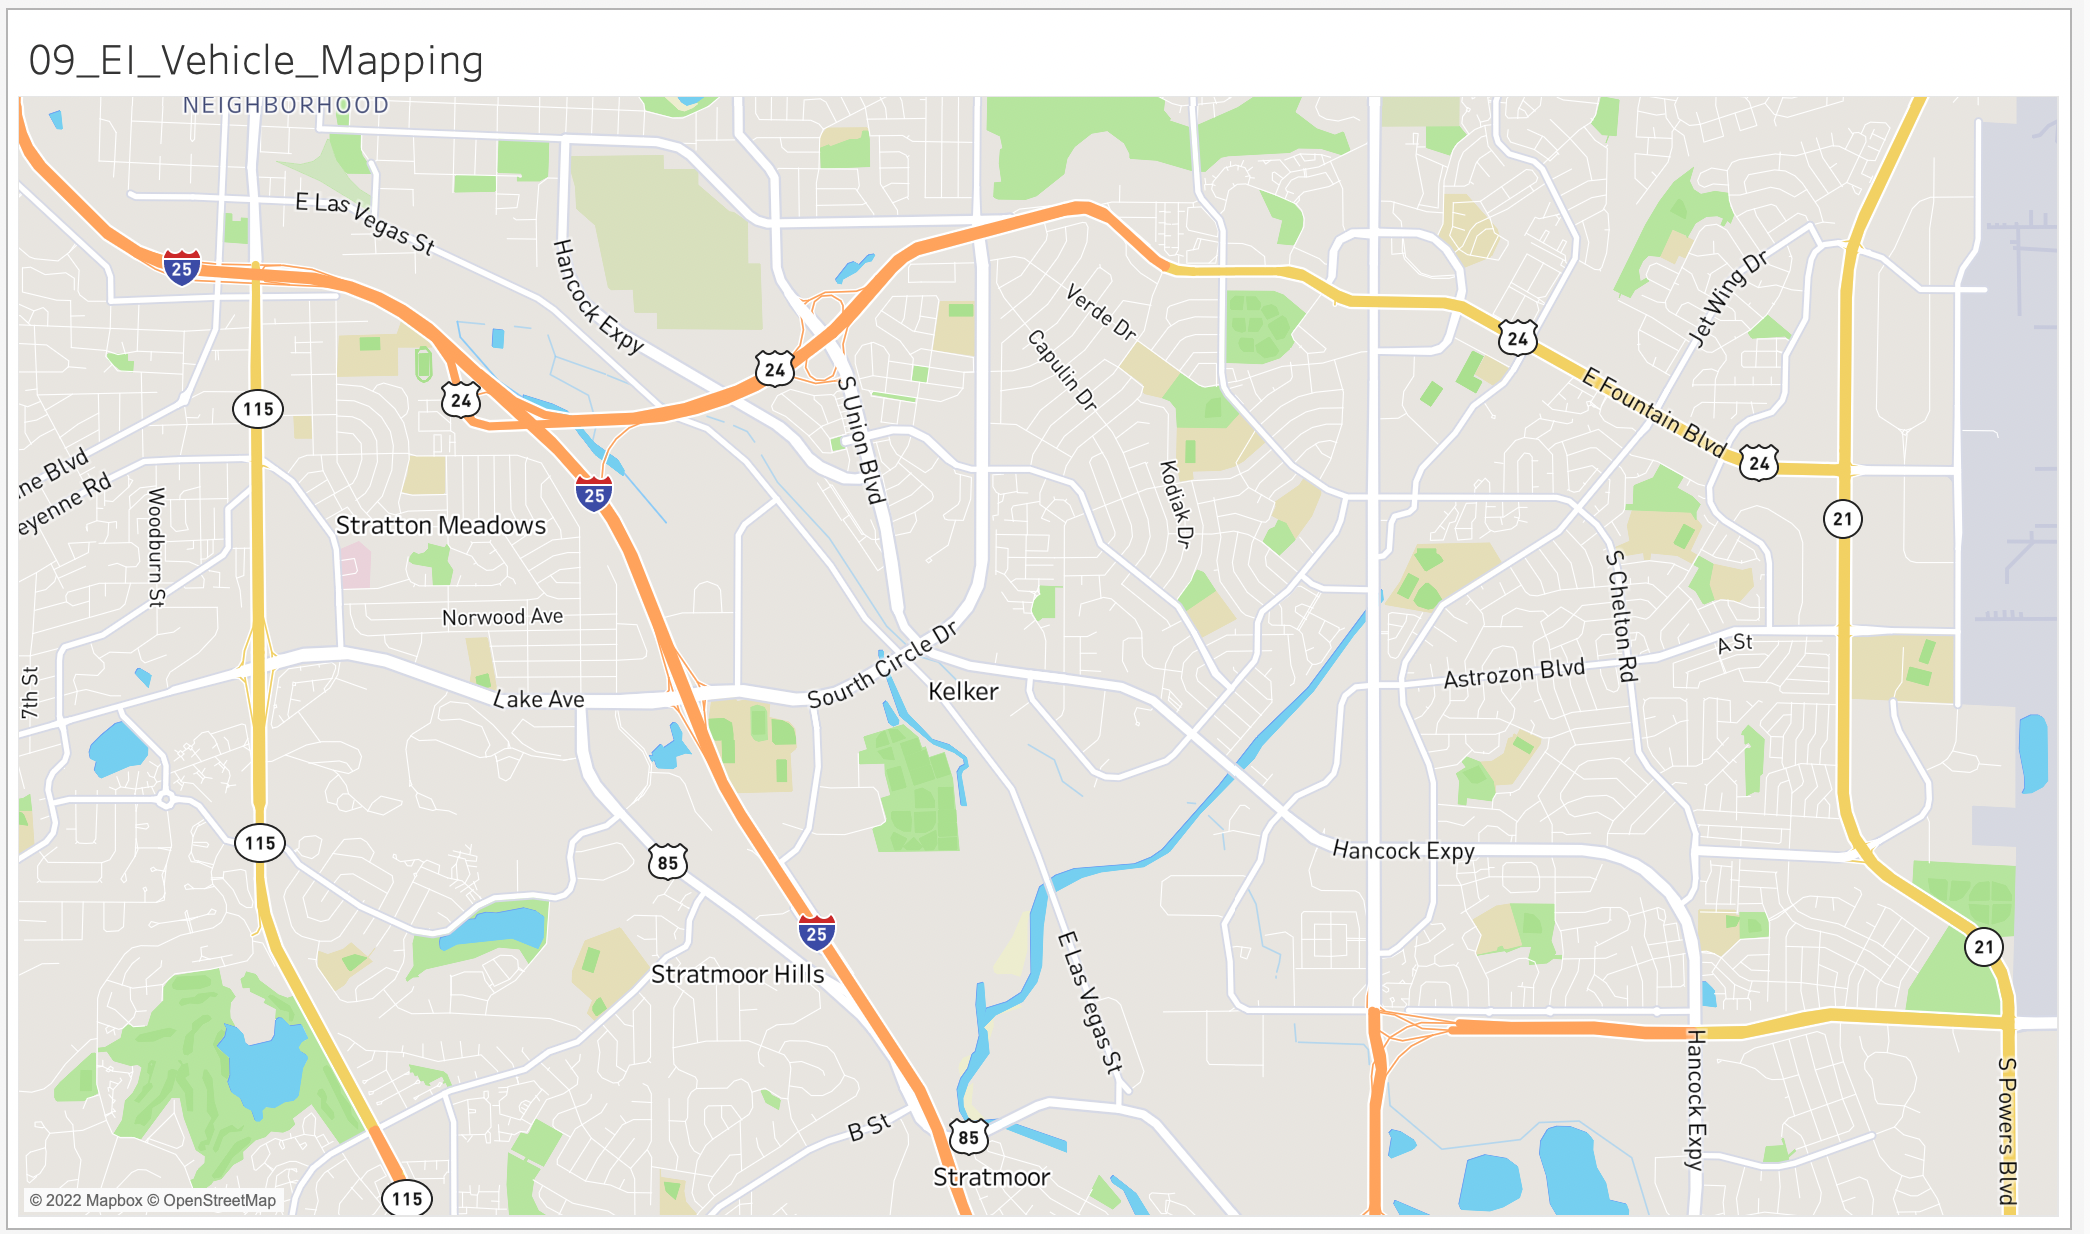 09_EI_Vehicle_Mapping
NEIGHBORHOOD
E Las Vegas St
25
Hancock Expy
Jet Wing Dr
Verde Dr
24
Capulin Dr
24
24
115
E Fountain Blvd
S Union Blvd
ne Blvd
24
eyenne Rd
25
Kodiak Dr
Woodburn St
Stratton Meadows
21
S Chelton Rd
Norwood Ave
A St
Sourth Circle Dr
Astrozon Blvd
7th St
Lake Ave
Kelker
115
85
Hancock Expy
25
21
Stratmoor Hills
E Las Vegas St
Hancock Expy
S Powers Blvd
B St
85
Stratmoor
115
© 2022 Mapbox © OpenStreetMap